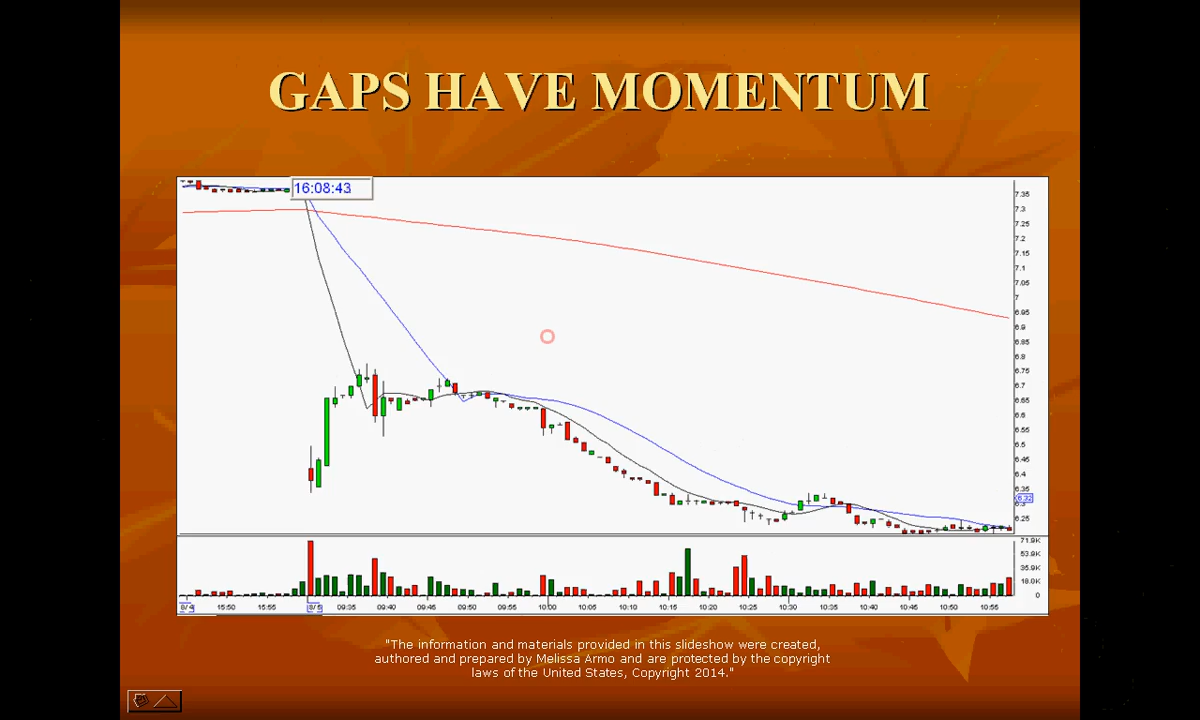 GAPS HAVE MOMENTUM
16:08:43
7.35
7.3
7.25
7.2
7.15
7.1
7.05
7
6.95
6.9
6.85
6.8
6.75
6.7
6.65
6.6
6.55
6.5
6.45
6.4
6.35
6.32
6.3
6.25
71.9K
53.9K
35.9K
18.0K
0
8/4 15:50 15:55 8/5 09:35 09:40 09:45 09:50 09:55 10:00 10:05 10:10 10:15 10:20 10:25 10:30 10:35 10:40 10:45 10:50 10:55
"The information and materials provided in this slideshow were created,
authored and prepared by Melissa Armo and are protected by the copyright
laws of the United States, Copyright 2014."